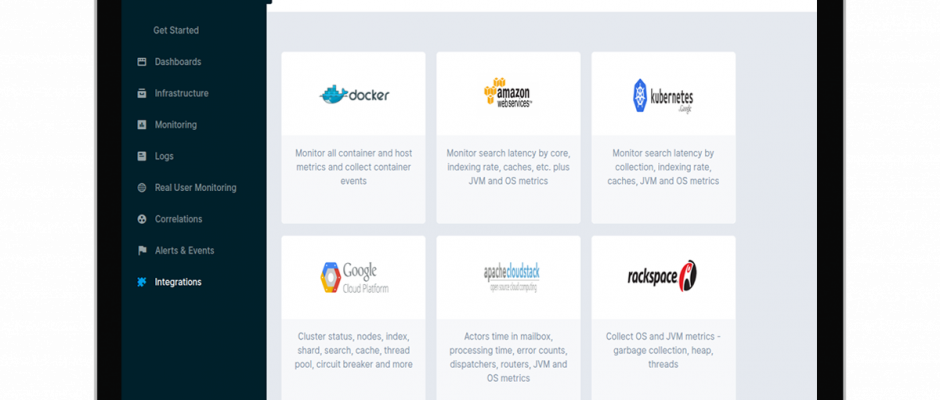 Get Started
Dashboards
Infrastructure
Monitoring
Logs
Real User Monitoring
Correlations
Alerts & Events
Integrations
docker
Monitor all container and host
metrics and collect container
events
amazon
webservices™
Monitor search latency by core,
indexing rate, caches, etc. plus
JVM and OS metrics
kubernetes
by Google
Monitor search latency by
collection, indexing rate,
caches, JVM and OS metrics
Google
Cloud Platform
Cluster status, nodes, index,
shard, search, cache, thread
pool, circuit breaker and more
apachecloudstack
open source cloud computing
Actors time in mailbox,
processing time, error counts,
dispatchers, routers, JVM and
OS metrics
rackspace
Collect OS and JVM metrics -
garbage collection, heap,
threads